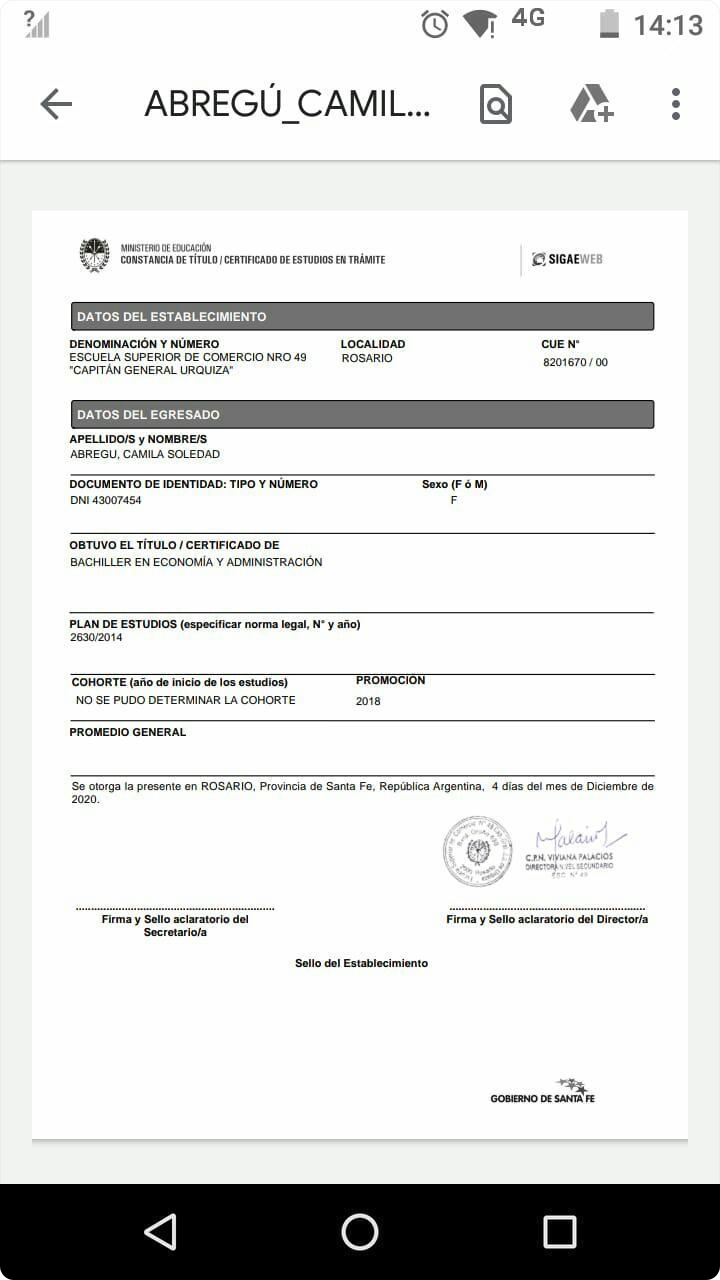 ?
4G
14:13
ABREGÚ_CAMIL...
MINISTERIO DE EDUCACIÓN
CONSTANCIA DE TÍTULO / CERTIFICADO DE ESTUDIOS EN TRÁMITE
SIGAEWEB
DATOS DEL ESTABLECIMIENTO
DENOMINACIÓN Y NÚMERO LOCALIDAD CUE N°
ESCUELA SUPERIOR DE COMERCIO NRO 49 ROSARIO 8201670 / 00
"CAPITÁN GENERAL URQUIZA"
DATOS DEL EGRESADO
APELLIDO/S y NOMBRE/S
ABREGU, CAMILA SOLEDAD
DOCUMENTO DE IDENTIDAD: TIPO Y NÚMERO Sexo (F ó M)
DNI 43007454 F
OBTUVO EL TÍTULO / CERTIFICADO DE
BACHILLER EN ECONOMÍA Y ADMINISTRACIÓN
PLAN DE ESTUDIOS (especificar norma legal, N° y año)
2630/2014
COHORTE (año de inicio de los estudios) PROMOCIÓN
NO SE PUDO DETERMINAR LA COHORTE 2018
PROMEDIO GENERAL
Se otorga la presente en ROSARIO, Provincia de Santa Fe, República Argentina, 4 días del mes de Diciembre de
2020.
C.P.N. VIVIANA PALACIOS
DIRECTORA NIVEL SECUNDARIO
ESC. N° 49
Firma y Sello aclaratorio del
Secretario/a
Firma y Sello aclaratorio del Director/a
Sello del Establecimiento
GOBIERNO DE SANTA FE